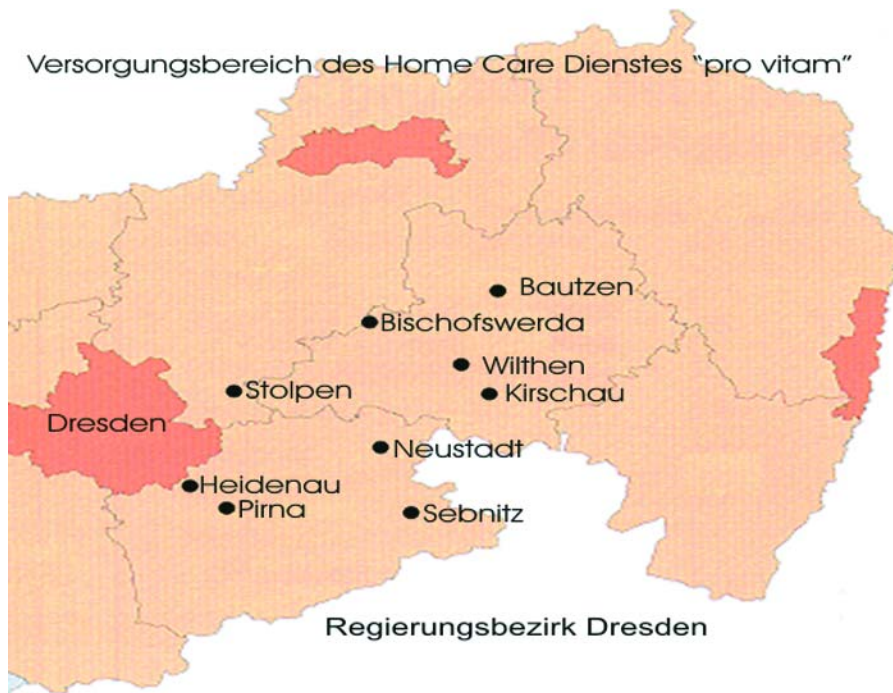 Versorgungsbereich des Home Care Dienstes "pro vitam"
Bautzen
Bischofswerda
Wilthen
Stolpen
Kirschau
Dresden
Neustadt
Heidenau
Pirna
Sebnitz
Regierungsbezirk Dresden